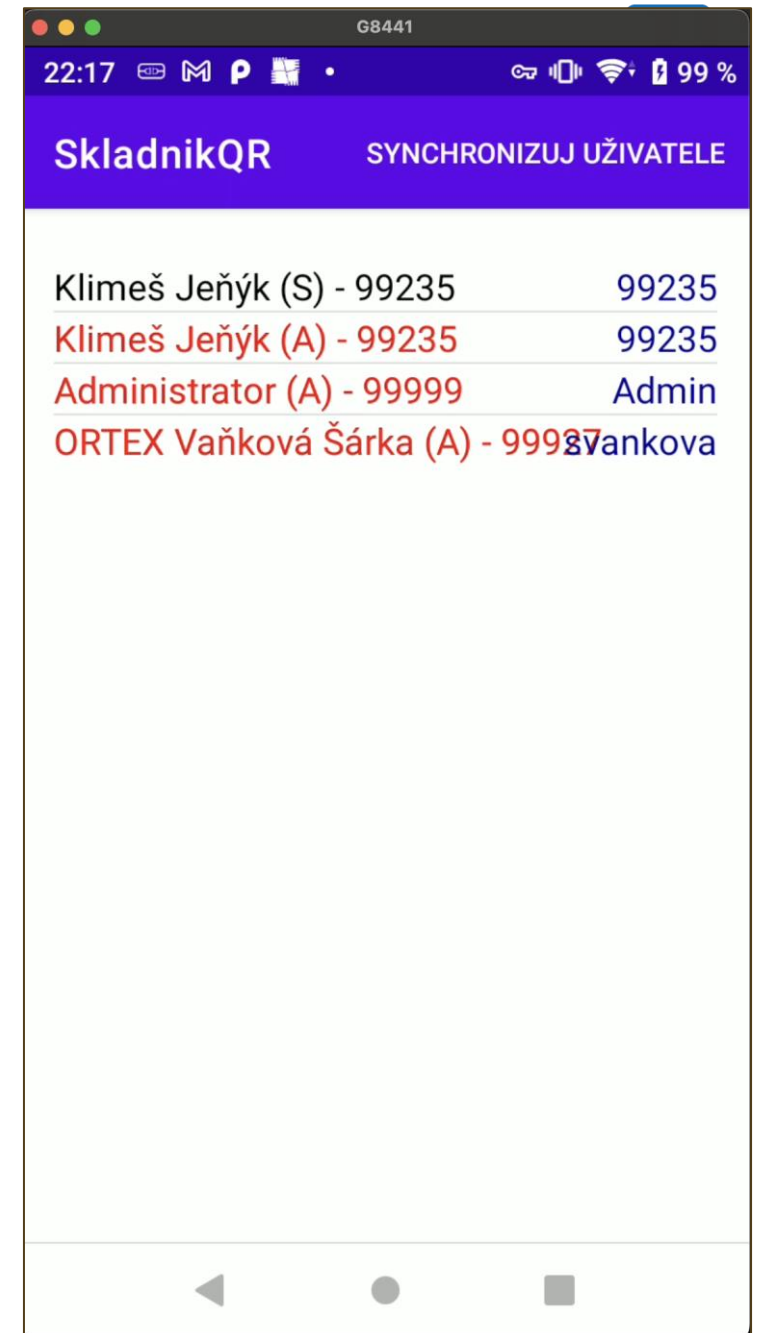 G8441
22:17 99 %
SkladnikQR SYNCHRONIZUJ UŽIVATELE
Klimeš Jeňýk (S) - 99235 99235
Klimeš Jeňýk (A) - 99235 99235
Administrator (A) - 99999 Admin
ORTEX Vaňková Šárka (A) - 99927 svankova